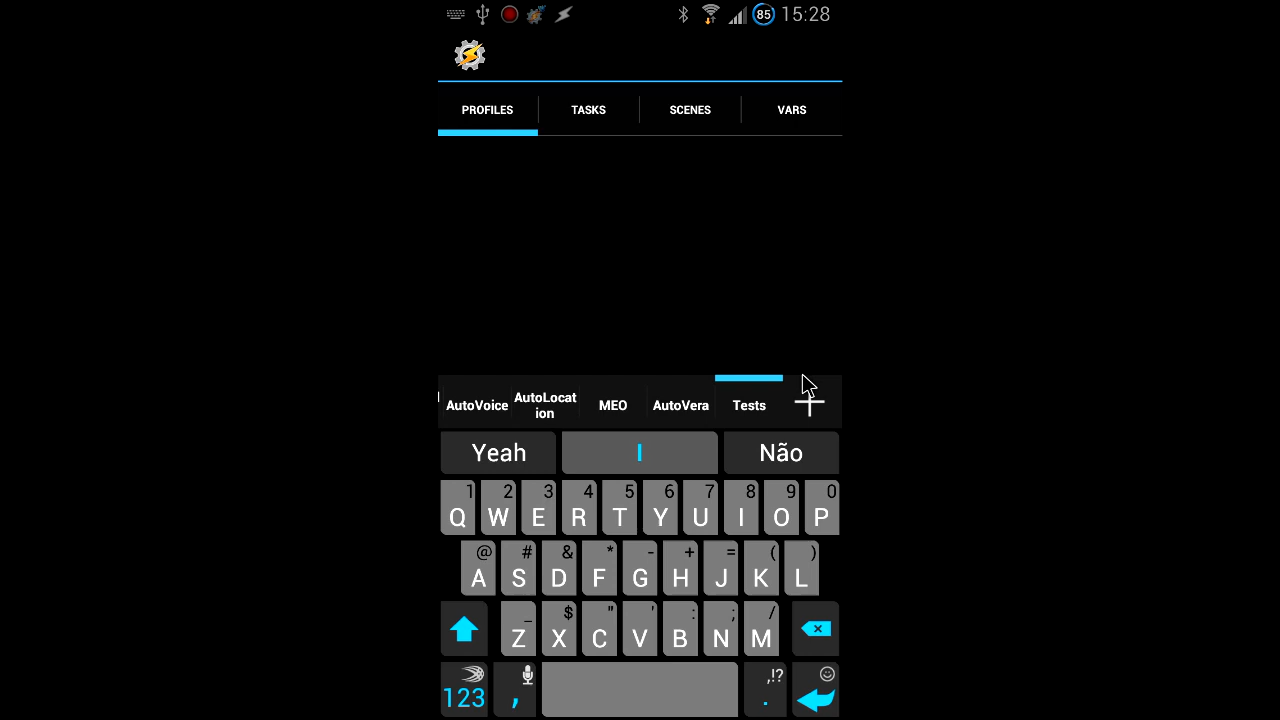 85 15:28
PROFILES TASKS SCENES VARS
AutoVoice AutoLocat MEO AutoVera Tests
ion
Yeah I Não
1 2 3 4 5 6 7 8 9 0
Q W E R T Y U I O P
@ # & * - + = ( )
A S D F G H J K L
_ $ " ' : ; /
Z X C V B N M
,!?
123 , .